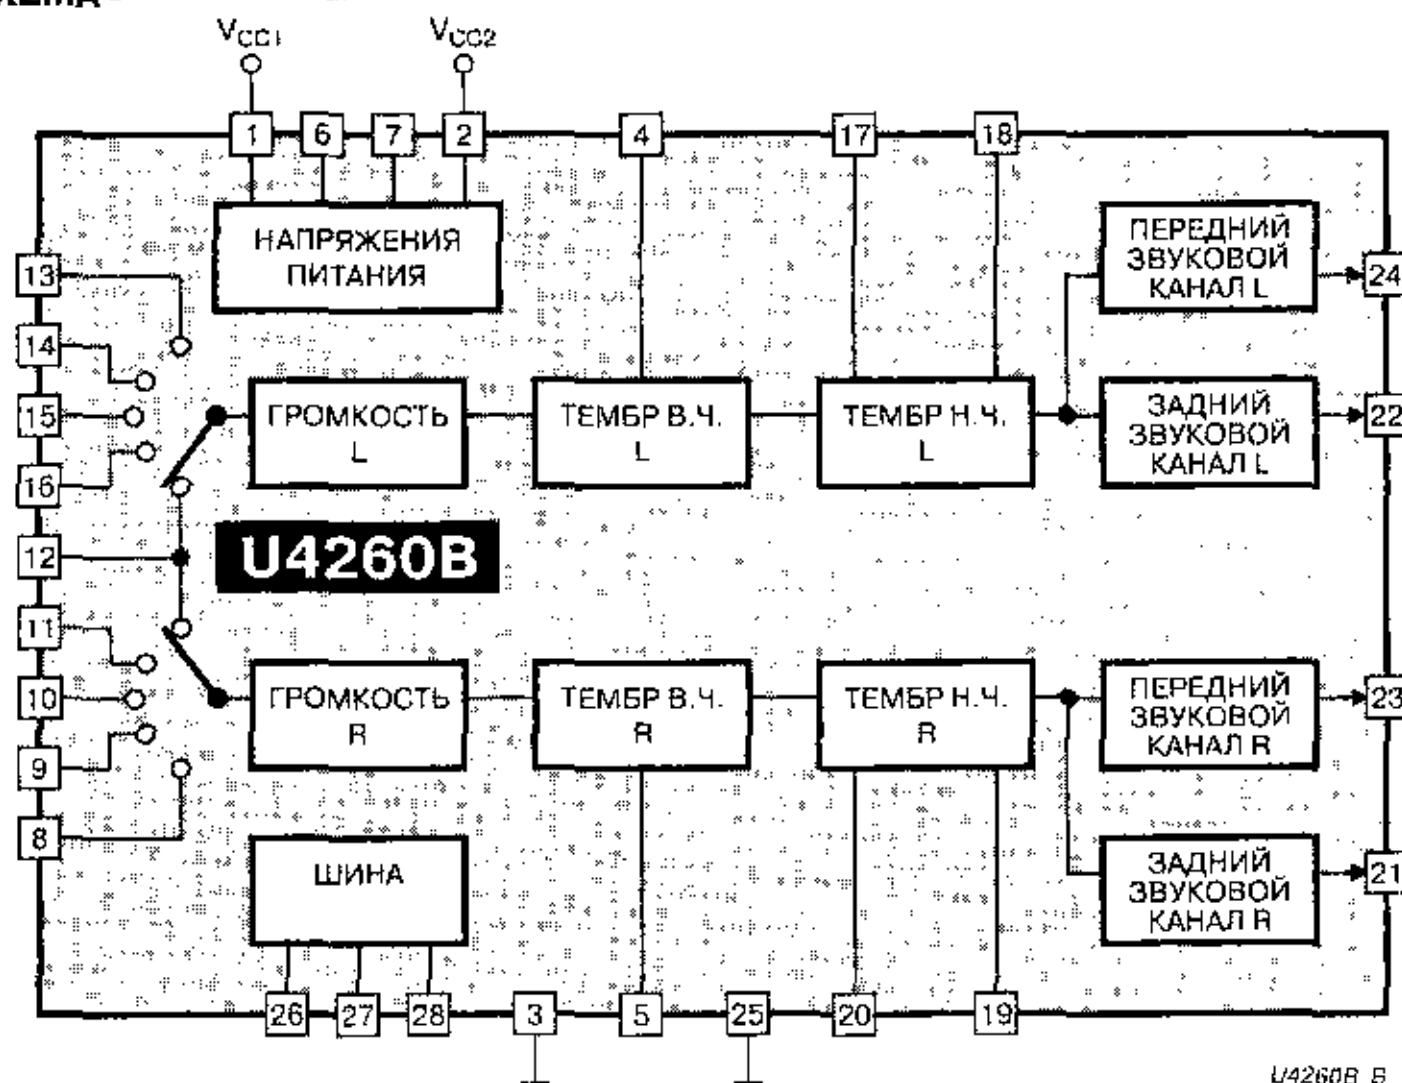 V_CC1 V_CC2
1 6 7 2 4 17 18
НАПРЯЖЕНИЯ
ПИТАНИЯ
ПЕРЕДНИЙ
ЗВУКОВОЙ
КАНАЛ L
13
24
14
15
16
ГРОМКОСТЬ
L
ТЕМБР В.Ч.
L
ТЕМБР Н.Ч.
L
ЗАДНИЙ
ЗВУКОВОЙ
КАНАЛ L
22
12
U4260B
11
10
9
8
ГРОМКОСТЬ
R
ТЕМБР В.Ч.
R
ТЕМБР Н.Ч.
R
ПЕРЕДНИЙ
ЗВУКОВОЙ
КАНАЛ R
23
ШИНА
ЗАДНИЙ
ЗВУКОВОЙ
КАНАЛ R
21
26 27 28 3 5 25 20 19
U4260B_B